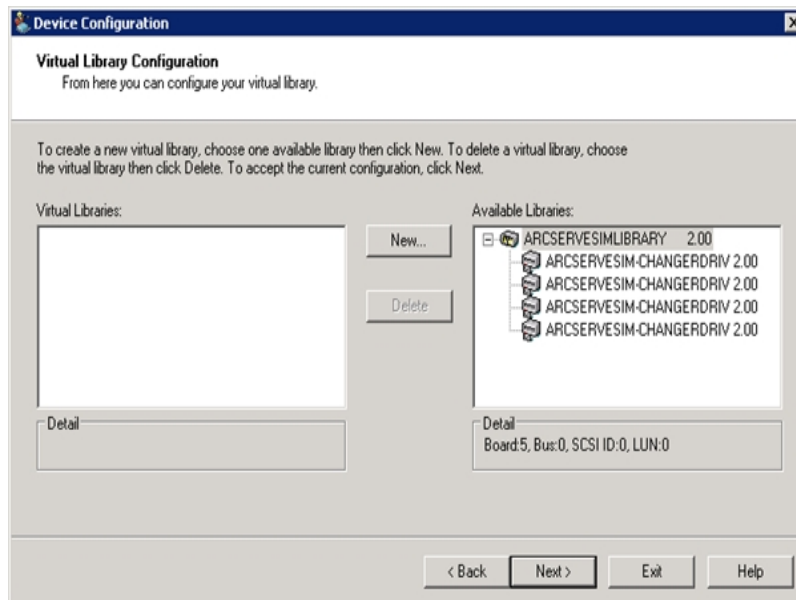 Device Configuration
Virtual Library Configuration
From here you can configure your virtual library.
To create a new virtual library, choose one available library then click New. To delete a virtual library, choose
the virtual library then click Delete. To accept the current configuration, click Next.
Virtual Libraries:
New...
Delete
Available Libraries:
ARCSERVESIMLIBRARY 2.00
ARCSERVESIM-CHANGERDRIV 2.00
ARCSERVESIM-CHANGERDRIV 2.00
ARCSERVESIM-CHANGERDRIV 2.00
ARCSERVESIM-CHANGERDRIV 2.00
Detail
Detail
Board:5, Bus:0, SCSI ID:0, LUN:0
< Back
Next >
Exit
Help